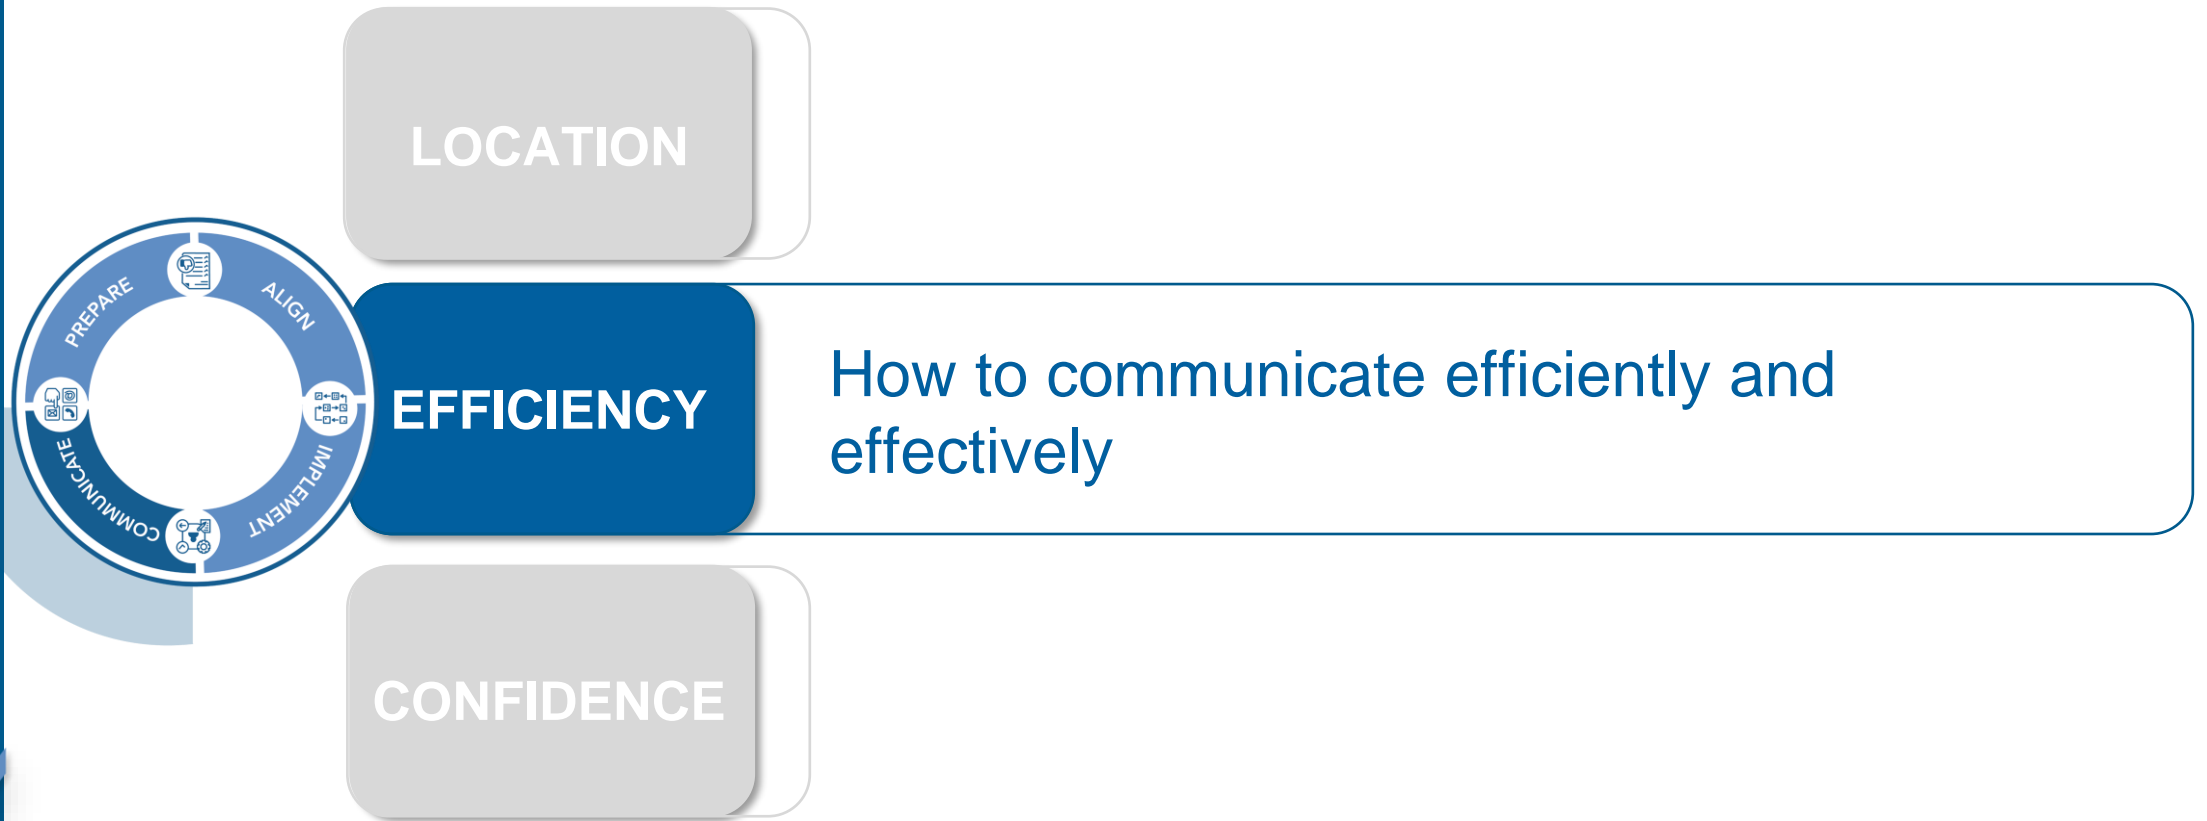 LOCATION
PREPARE
ALIGN
EFFICIENCY
How to communicate efficiently and
effectively
COMMUNICATE
IMPLEMENT
CONFIDENCE